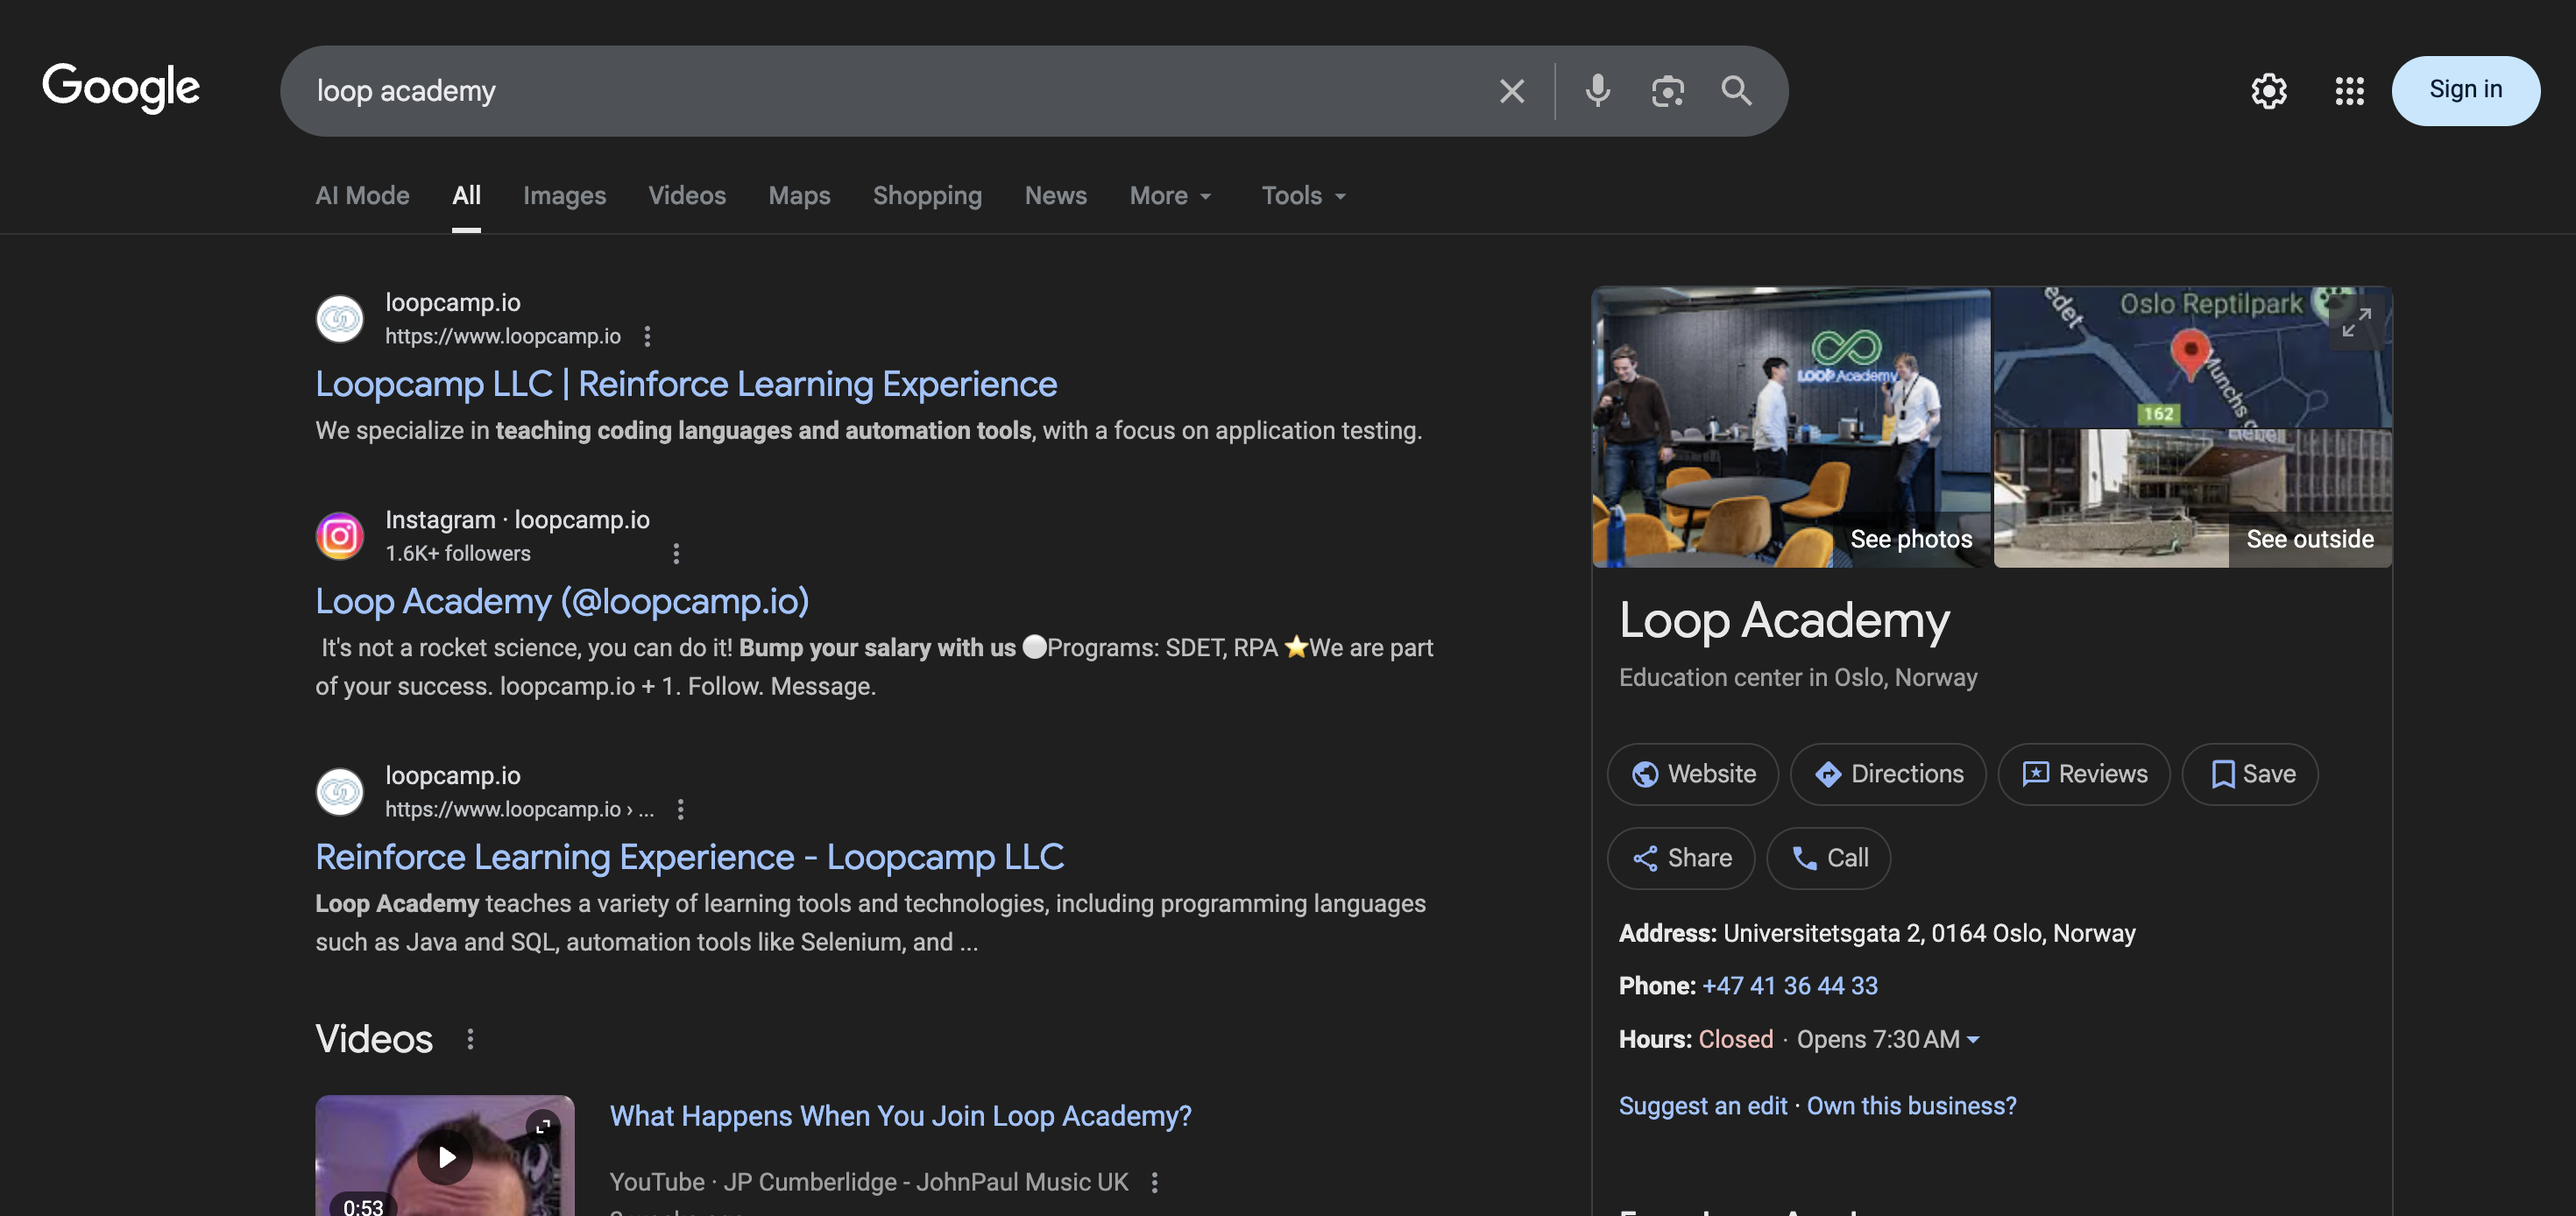 Google
loop academy
Sign in
AI Mode
All
Images
Videos
Maps
Shopping
News
More
Tools
loopcamp.io
https://www.loopcamp.io
Loopcamp LLC | Reinforce Learning Experience
We specialize in teaching coding languages and automation tools, with a focus on application testing.
Instagram · loopcamp.io
1.6K+ followers
Loop Academy (@loopcamp.io)
It's not a rocket science, you can do it! Bump your salary with us ⚪Programs: SDET, RPA ⭐We are part
of your success. loopcamp.io + 1. Follow. Message.
loopcamp.io
https://www.loopcamp.io › ...
Reinforce Learning Experience - Loopcamp LLC
Loop Academy teaches a variety of learning tools and technologies, including programming languages
such as Java and SQL, automation tools like Selenium, and ...
Videos
0:53
What Happens When You Join Loop Academy?
YouTube · JP Cumberlidge - JohnPaul Music UK
LOOP Academy
See photos
Oslo Reptilpark
Munchs
162
See outside
Loop Academy
Education center in Oslo, Norway
Website
Directions
Reviews
Save
Share
Call
Address: Universitetsgata 2, 0164 Oslo, Norway
Phone: +47 41 36 44 33
Hours: Closed · Opens 7:30 AM
Suggest an edit · Own this business?